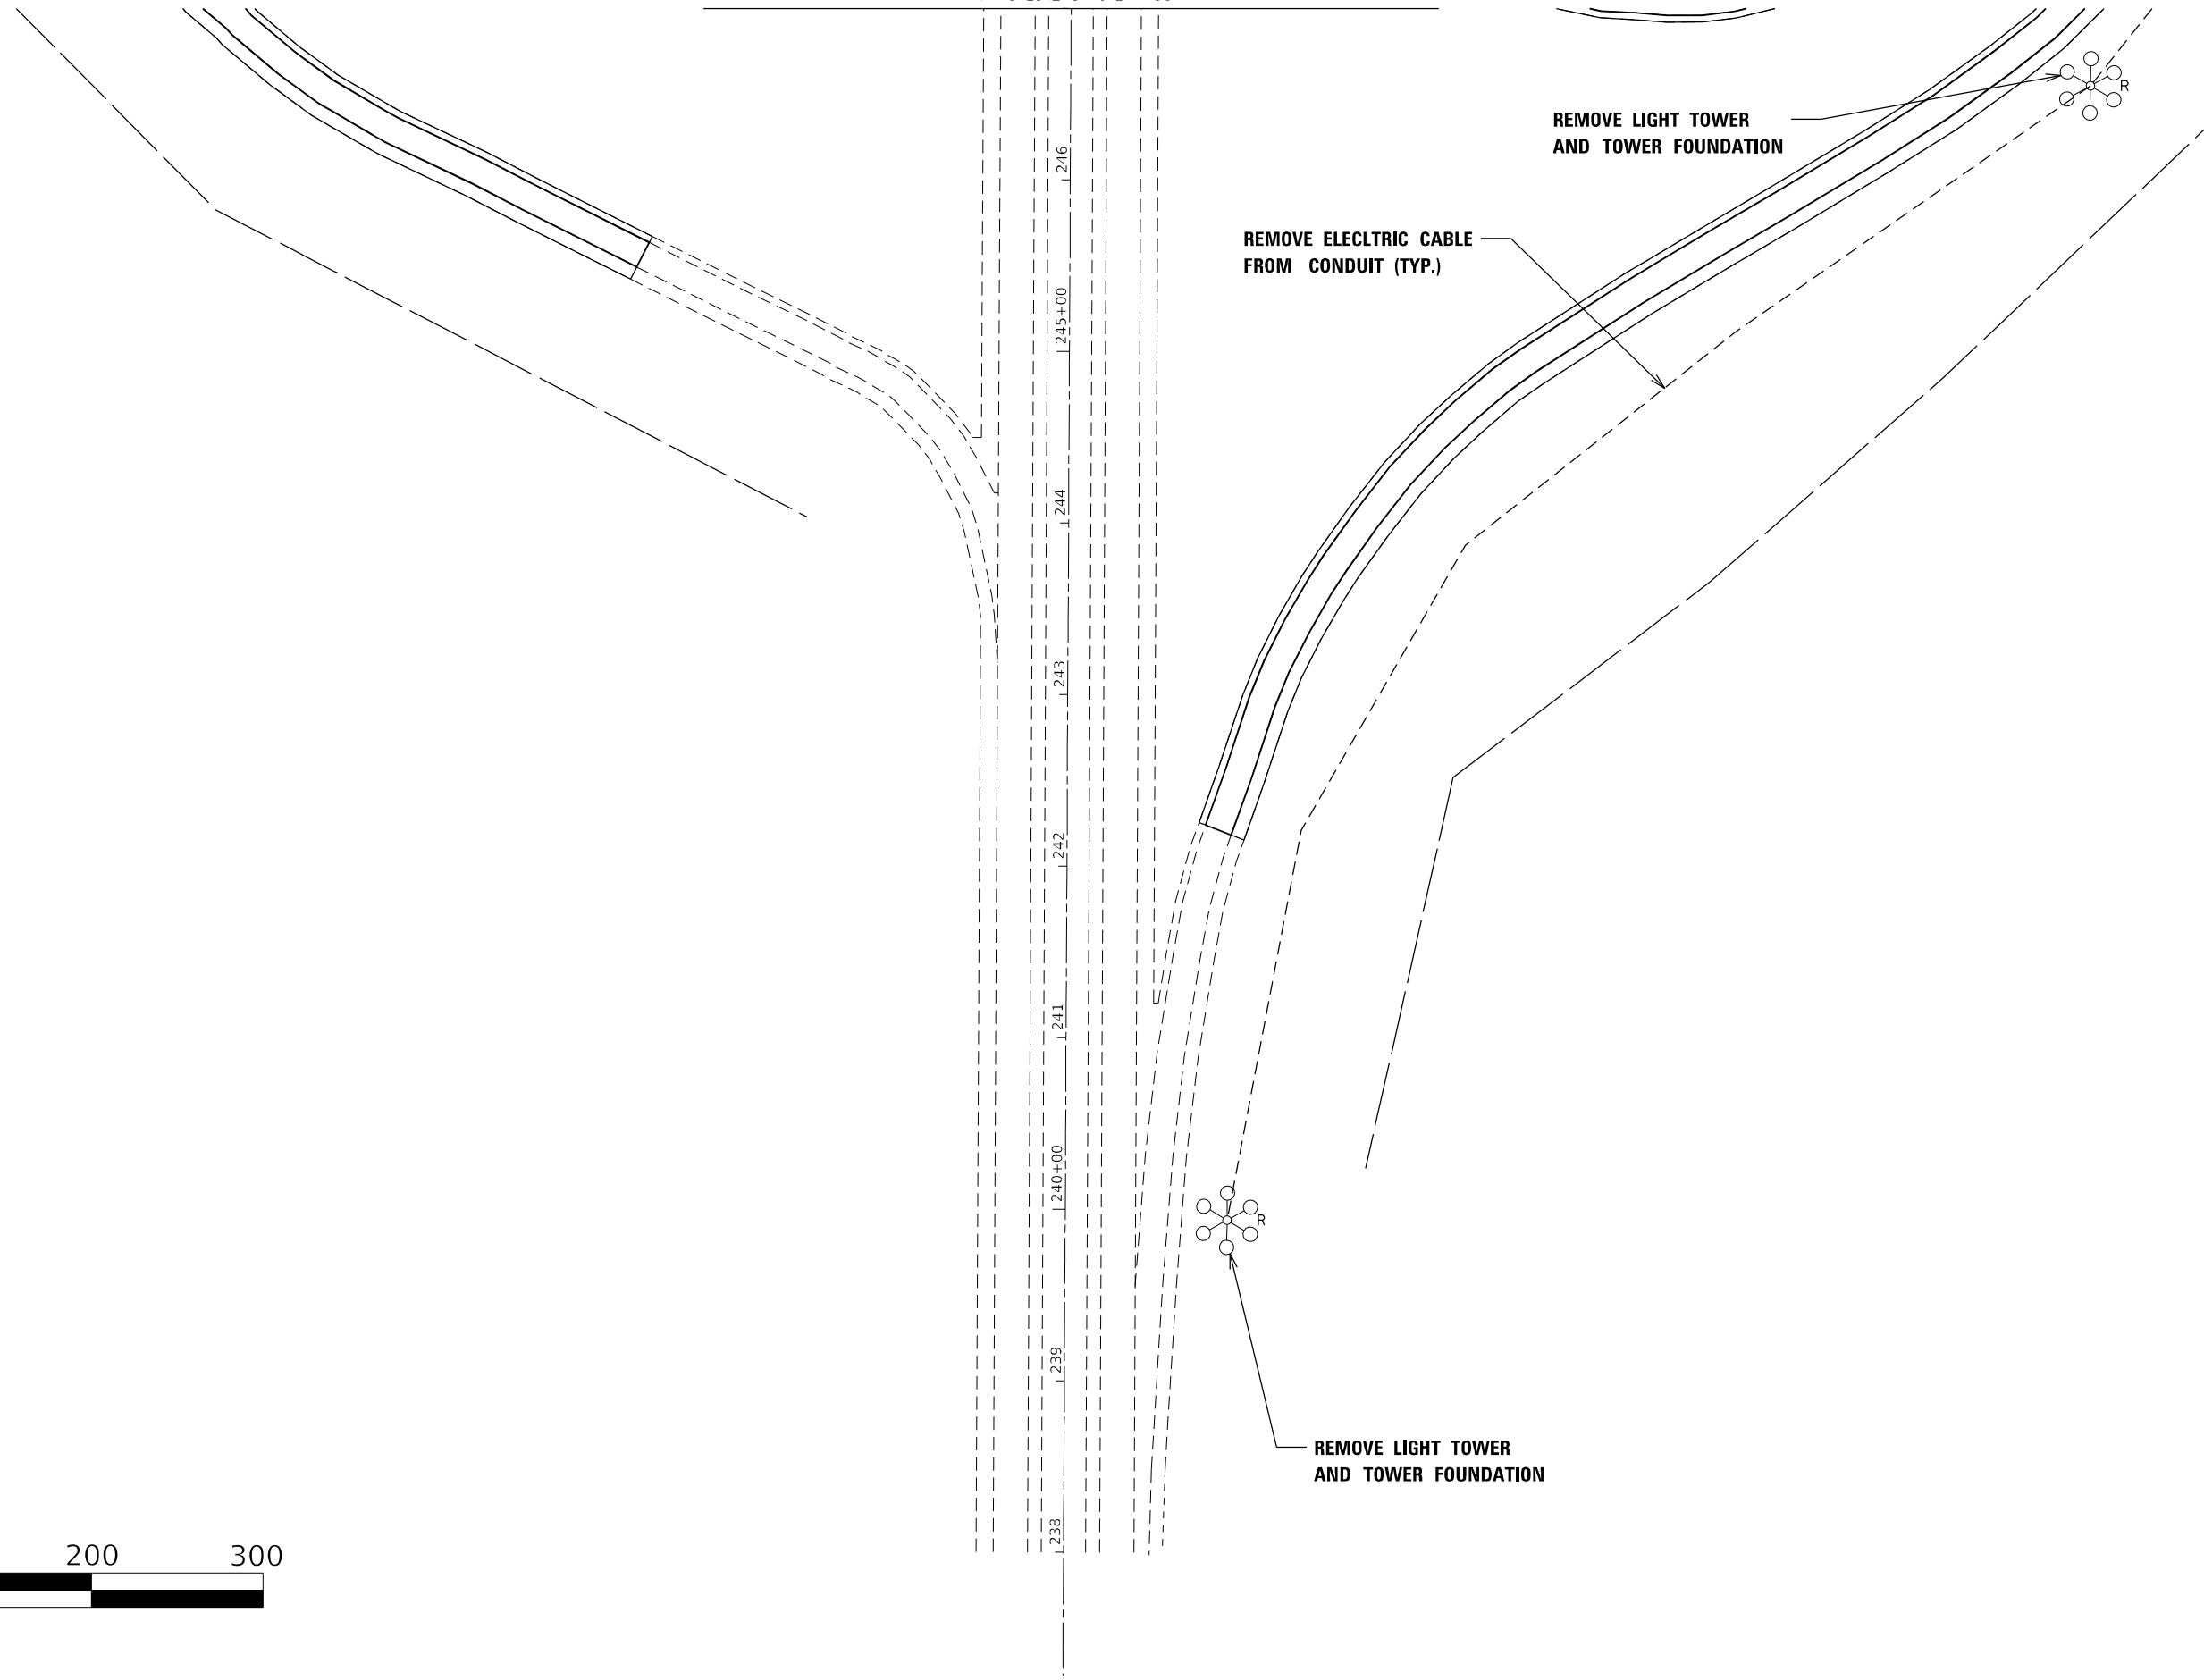 REMOVE LIGHT TOWER
AND TOWER FOUNDATION
R
246
REMOVE ELECLTRIC CABLE
FROM CONDUIT (TYP.)
245+00
244
243
242
241
240+00
R
239
REMOVE LIGHT TOWER
AND TOWER FOUNDATION
238
200 300